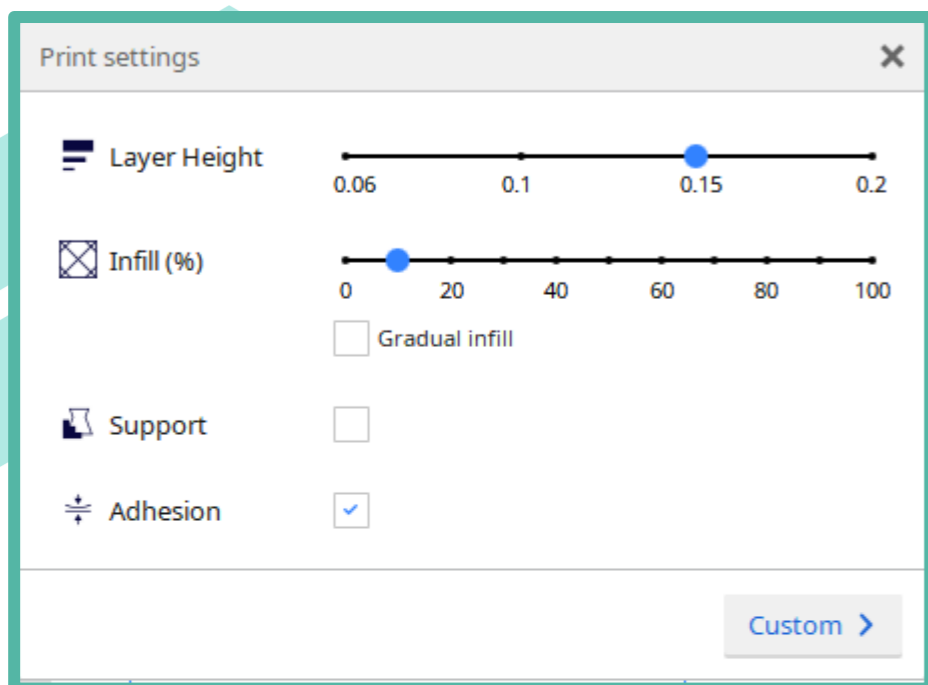 Print settings
Layer Height
0.06 0.1 0.15 0.2
Infill (%)
0 20 40 60 80 100
Gradual infill
Support
Adhesion
Custom